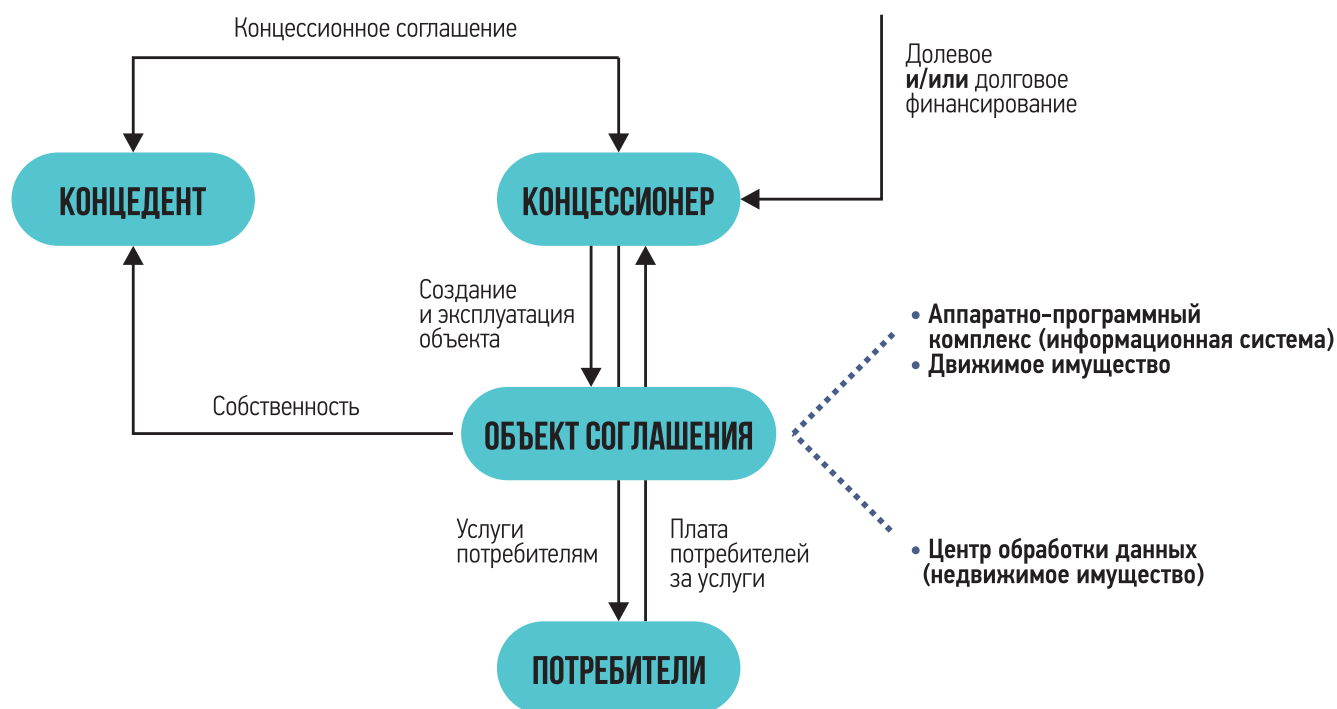 Концессионное соглашение
Долевое
и/или долговое
финансирование
КОНЦЕДЕНТ
КОНЦЕССИОНЕР
Создание
и эксплуатация
объекта
• Аппаратно-программный
комплекс (информационная система)
• Движимое имущество
Собственность
ОБЪЕКТ СОГЛАШЕНИЯ
Услуги
потребителям
Плата
потребителей
за услуги
• Центр обработки данных
(недвижимое имущество)
ПОТРЕБИТЕЛИ